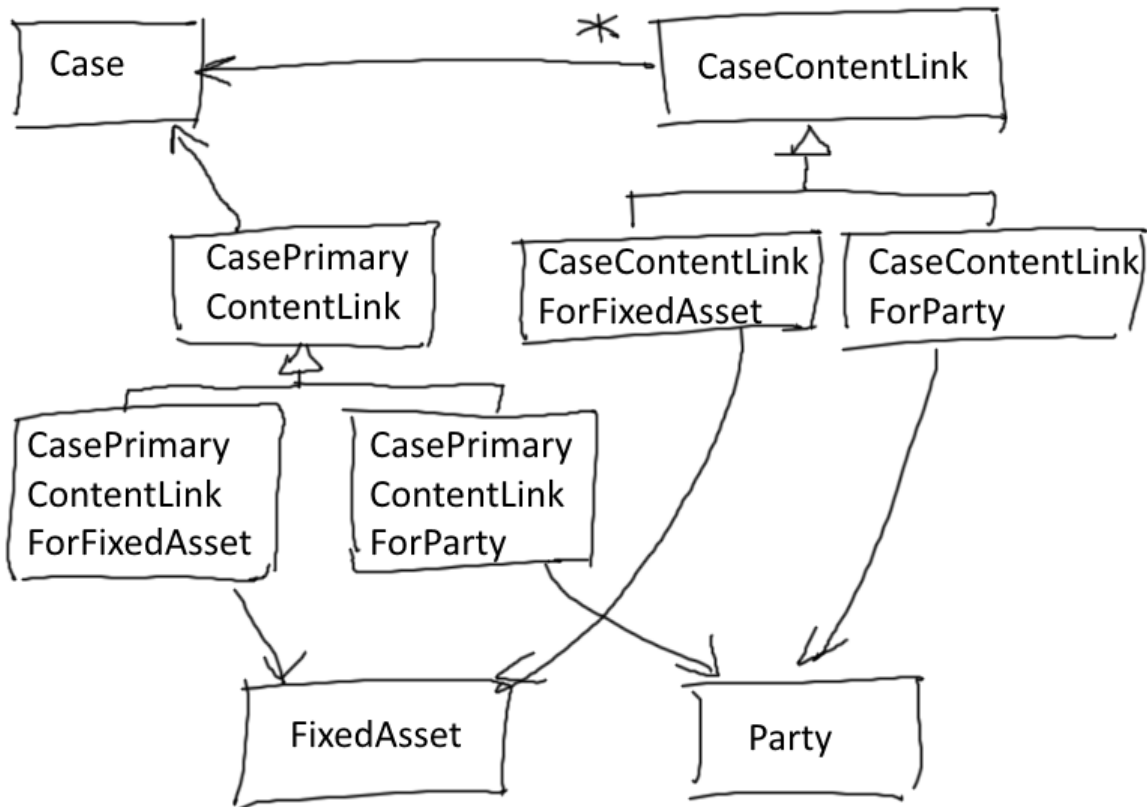 Case
*
CaseContentLink
CasePrimary
ContentLink
CaseContentLink
ForFixedAsset
CaseContentLink
ForParty
CasePrimary
ContentLink
ForFixedAsset
CasePrimary
ContentLink
ForParty
FixedAsset
Party